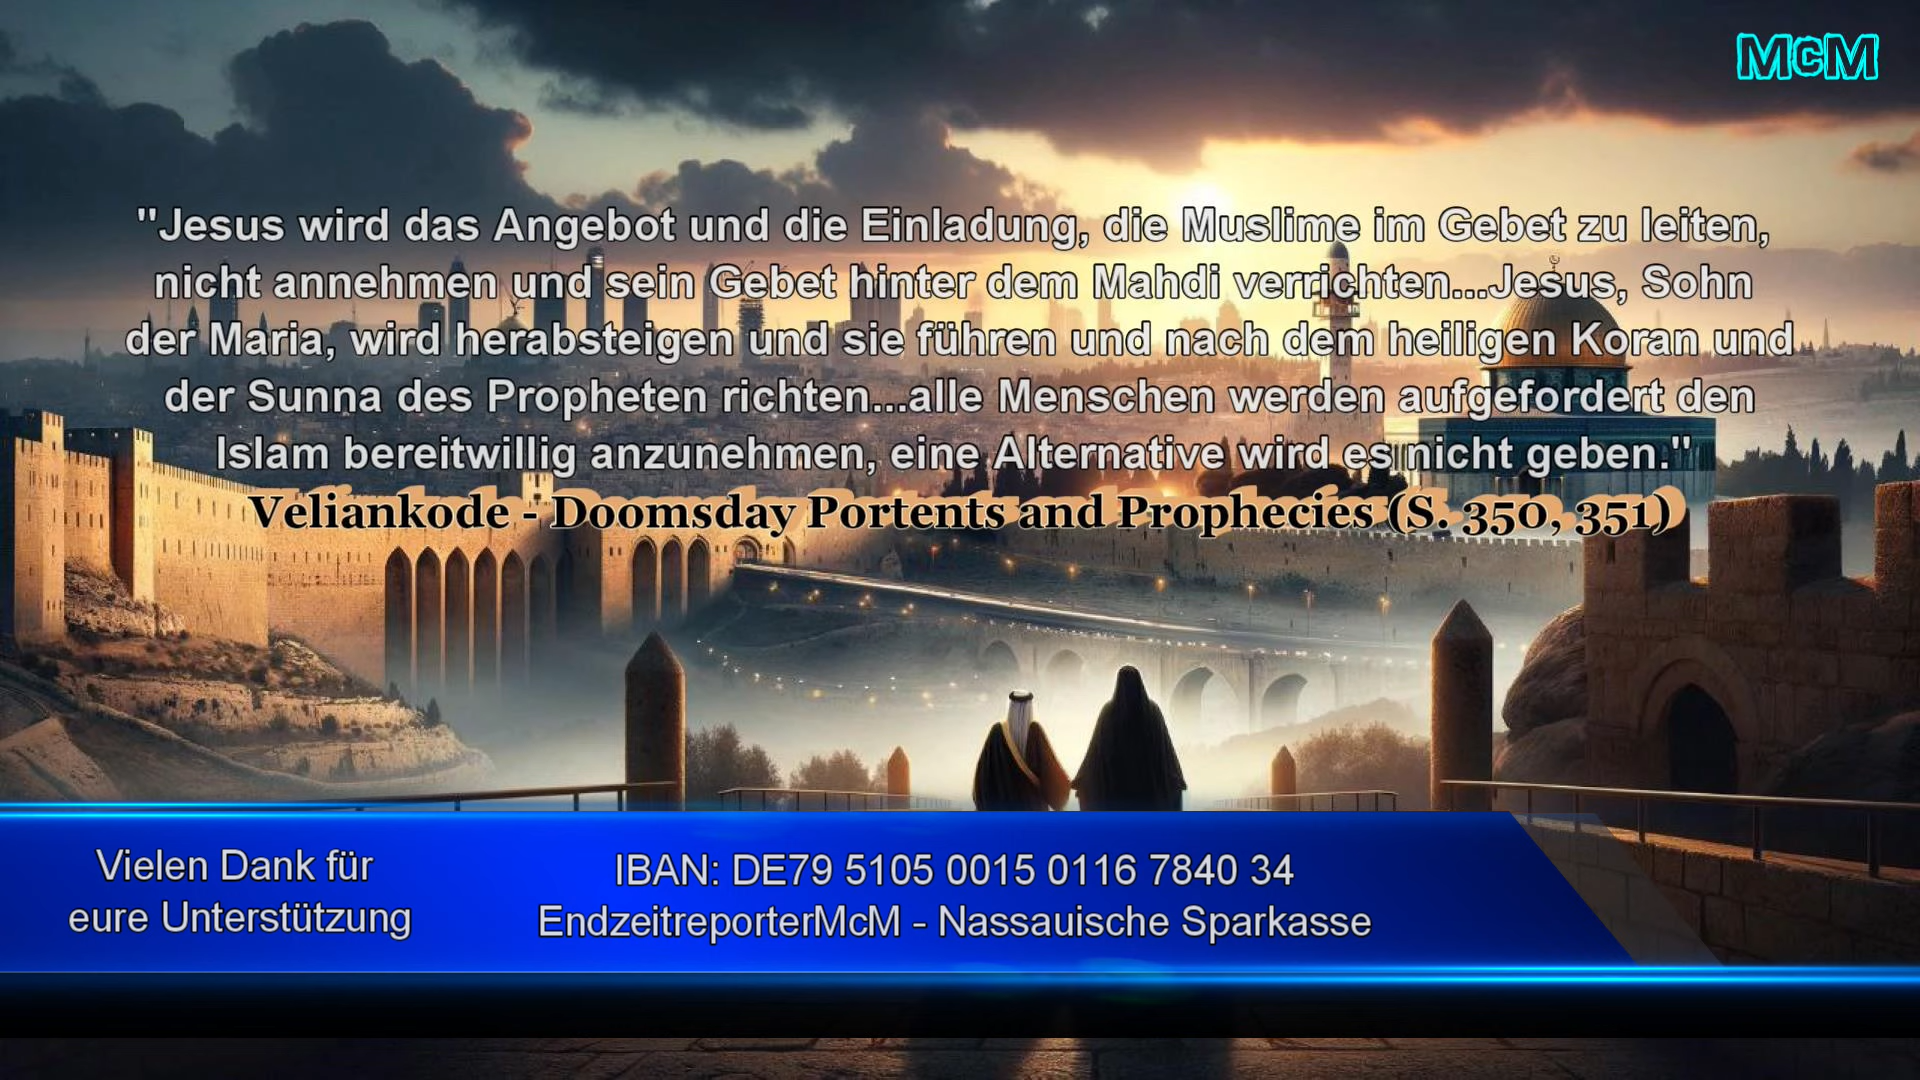 McM
"Jesus wird das Angebot und die Einladung, die Muslime im Gebet zu leiten,
nicht annehmen und sein Gebet hinter dem Mahdi verrichten...Jesus, Sohn
der Maria, wird herabsteigen und sie führen und nach dem heiligen Koran und
der Sunna des Propheten richten...alle Menschen werden aufgefordert den
Islam bereitwillig anzunehmen, eine Alternative wird es nicht geben."
Veliankode - Doomsday Portents and Prophecies (S. 350, 351)
Vielen Dank für
eure Unterstützung
IBAN: DE79 5105 0015 0116 7840 34
EndzeitreporterMcM - Nassauische Sparkasse